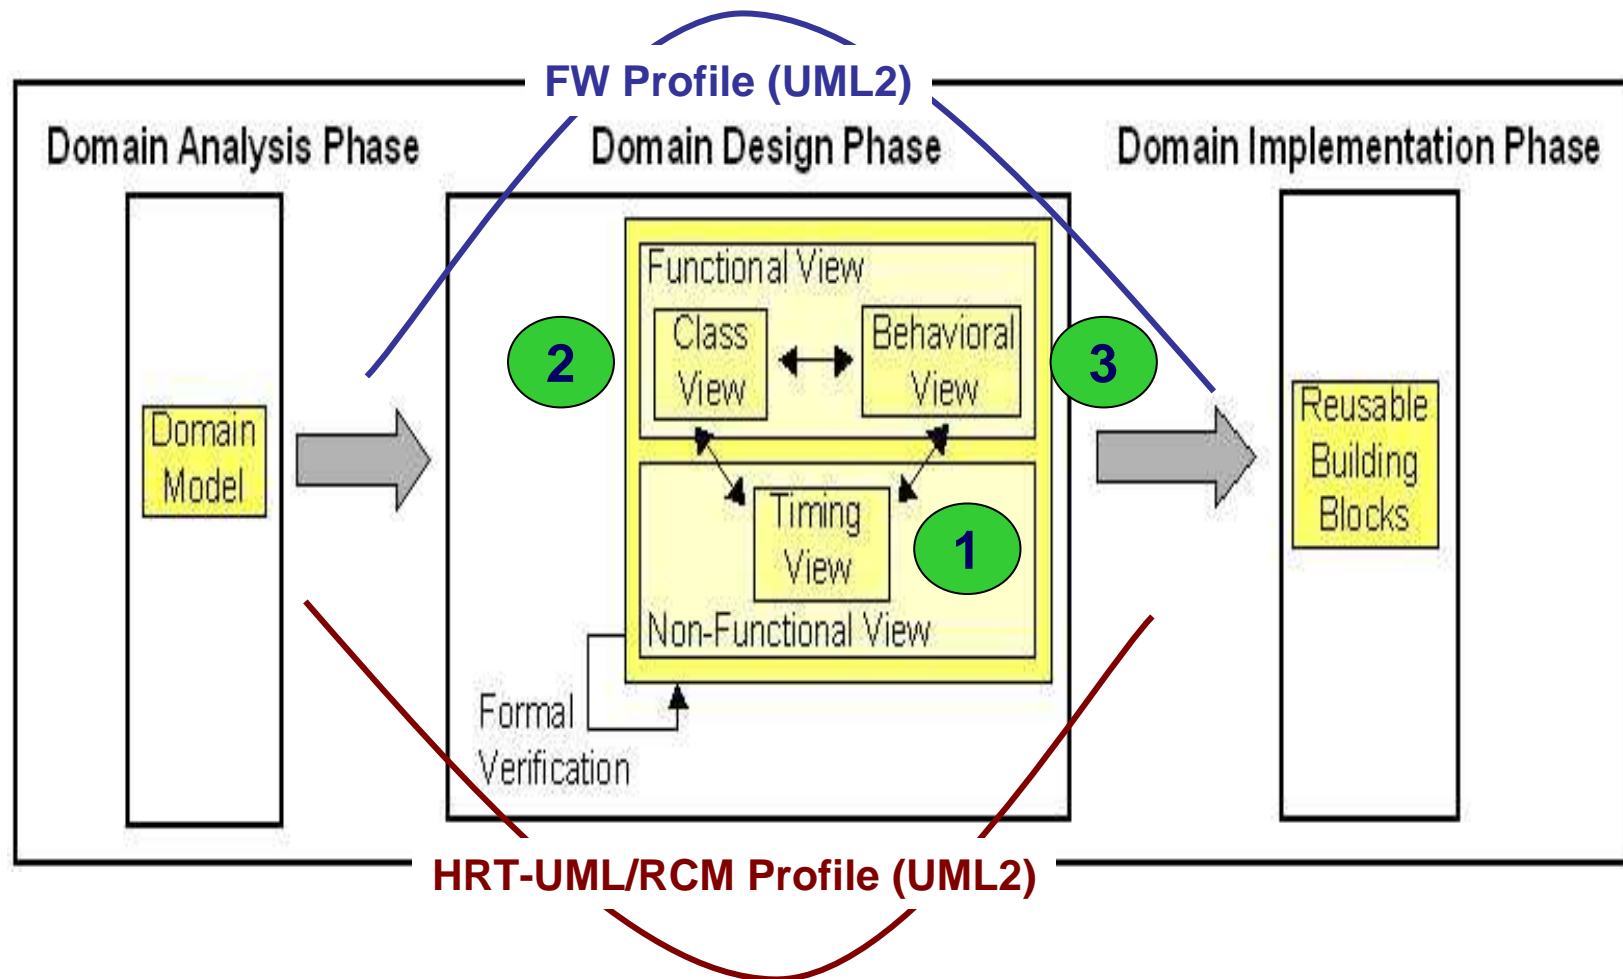 FW Profile (UML2)
Domain Analysis Phase
Domain Design Phase
Domain Implementation Phase
Functional View
Class
View
Behavioral
View
2
3
Domain
Model
Reusable
Building
Blocks
Timing
View
1
Non-Functional View
Formal
Verification
HRT-UML/RCM Profile (UML2)